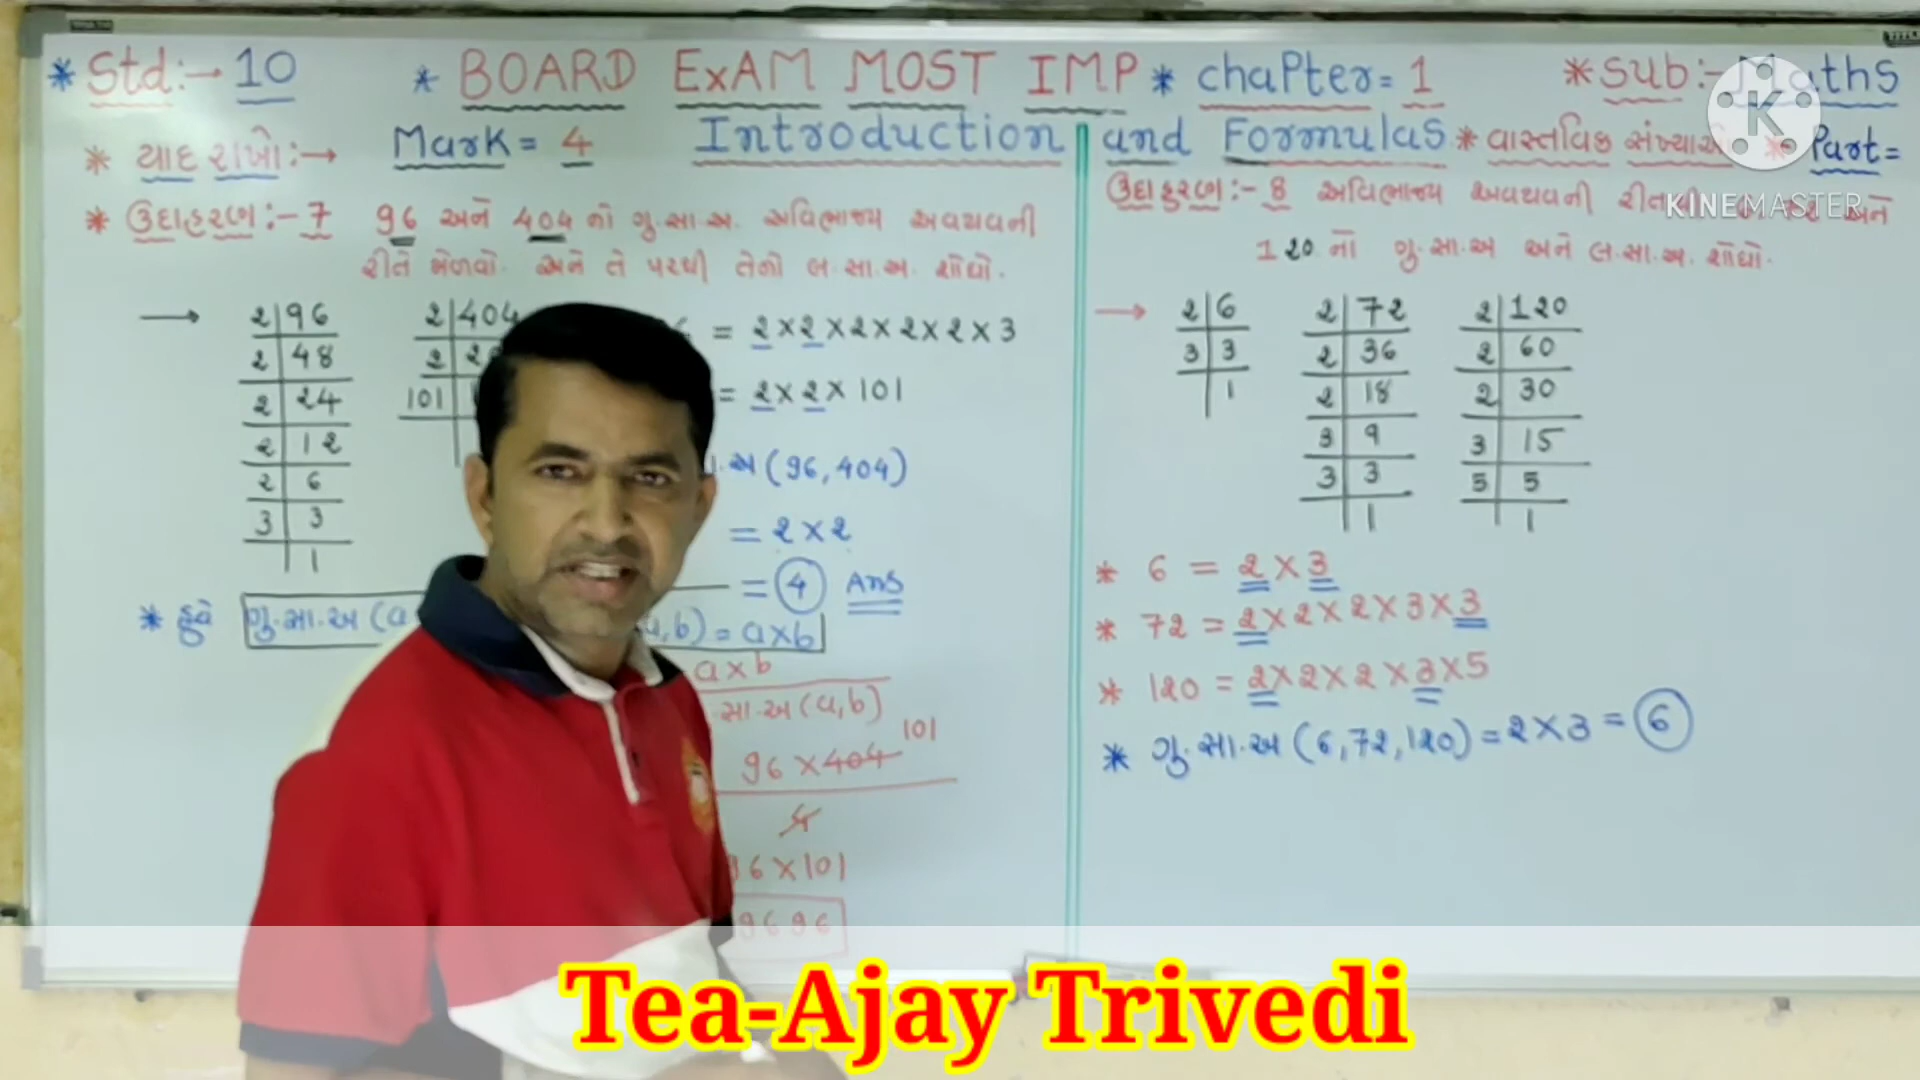 * Std:→ 10 * BOARD ExAM MOST IMP * chaPter = 1 * Sub:- Maths
* યાદ રાખો:→ Mark = 4 Introduction and Formulas * વાસ્તવિક સંખ્યાઓ * Part =
* ઉદાહરણ:- 7 96 અને 404 નો ગુ.સા.અ. અવિભાજ્ય અવયવની
રીતે મેળવો. અને તે પરથી તેનો લ.સા.અ. શોધો.
→
2 | 96
2 | 48
2 | 24
2 | 12
2 | 6
3 | 3
| 1
2 | 404
2 | 2
101 | 1
= 2×2×2×2×2×3
= 2×2×101
.અ (96, 404)
= 2×2
= 4 Ans
* હવે ગુ.સા.અ (a ,b) = a×b
a×b
સા.અ (a,b)
96 × 404 101
4
96×101
9696
ઉદાહરણ:- 8 અવિભાજ્ય અવયવની અને
120 નો ગુ.સા.અ અને લ.સા.અ. શોધો.
→
2 | 6
3 | 3
| 1
2 | 72
2 | 36
2 | 18
3 | 9
3 | 3
| 1
2 | 120
2 | 60
2 | 30
3 | 15
5 | 5
| 1
* 6 = 2×3
* 72 = 2×2×2×3×3
* 120 = 2×2×2×3×5
* ગુ.સા.અ (6,72,120) = 2×3 = 6
K
KINEMASTER
Tea-Ajay Trivedi